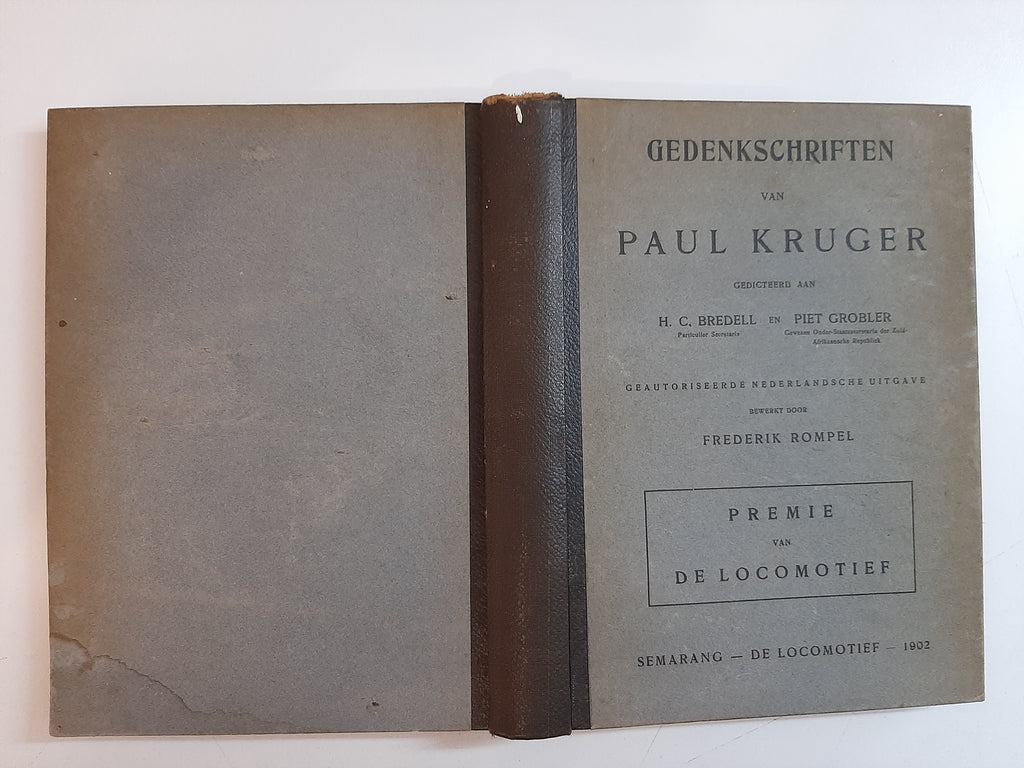 GEDENKSCHRIFTEN
VAN
PAUL KRUGER
GEDICTEERD AAN
H. C. BREDELL EN PIET GROBLER
Particulier Secretaris Gewezen Onder-Staatssecretaris der Zuid-
Afrikaansche Republiek
GEAUTORISEERDE NEDERLANDSCHE UITGAVE
BEWERKT DOOR
FREDERIK ROMPEL
PREMIE
VAN
DE LOCOMOTIEF
SEMARANG — DE LOCOMOTIEF — 1902